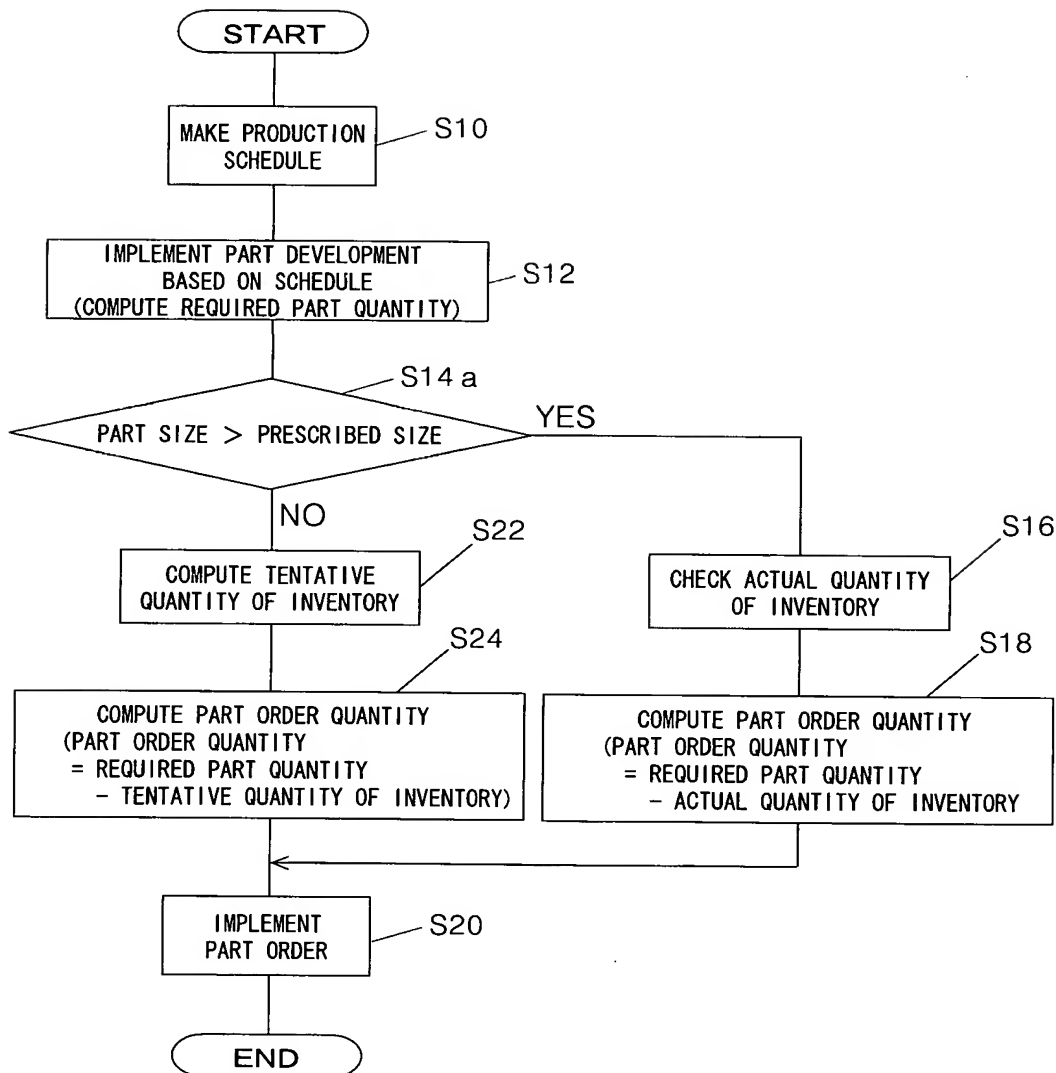 START
MAKE PRODUCTION
SCHEDULE
S10
IMPLEMENT PART DEVELOPMENT
BASED ON SCHEDULE
(COMPUTE REQUIRED PART QUANTITY)
S12
S14a
PART SIZE > PRESCRIBED SIZE
YES
NO
S22
COMPUTE TENTATIVE
QUANTITY OF INVENTORY
S16
CHECK ACTUAL QUANTITY
OF INVENTORY
S24
COMPUTE PART ORDER QUANTITY
(PART ORDER QUANTITY
= REQUIRED PART QUANTITY
- TENTATIVE QUANTITY OF INVENTORY)
S18
COMPUTE PART ORDER QUANTITY
(PART ORDER QUANTITY
= REQUIRED PART QUANTITY
- ACTUAL QUANTITY OF INVENTORY
IMPLEMENT
PART ORDER
S20
END